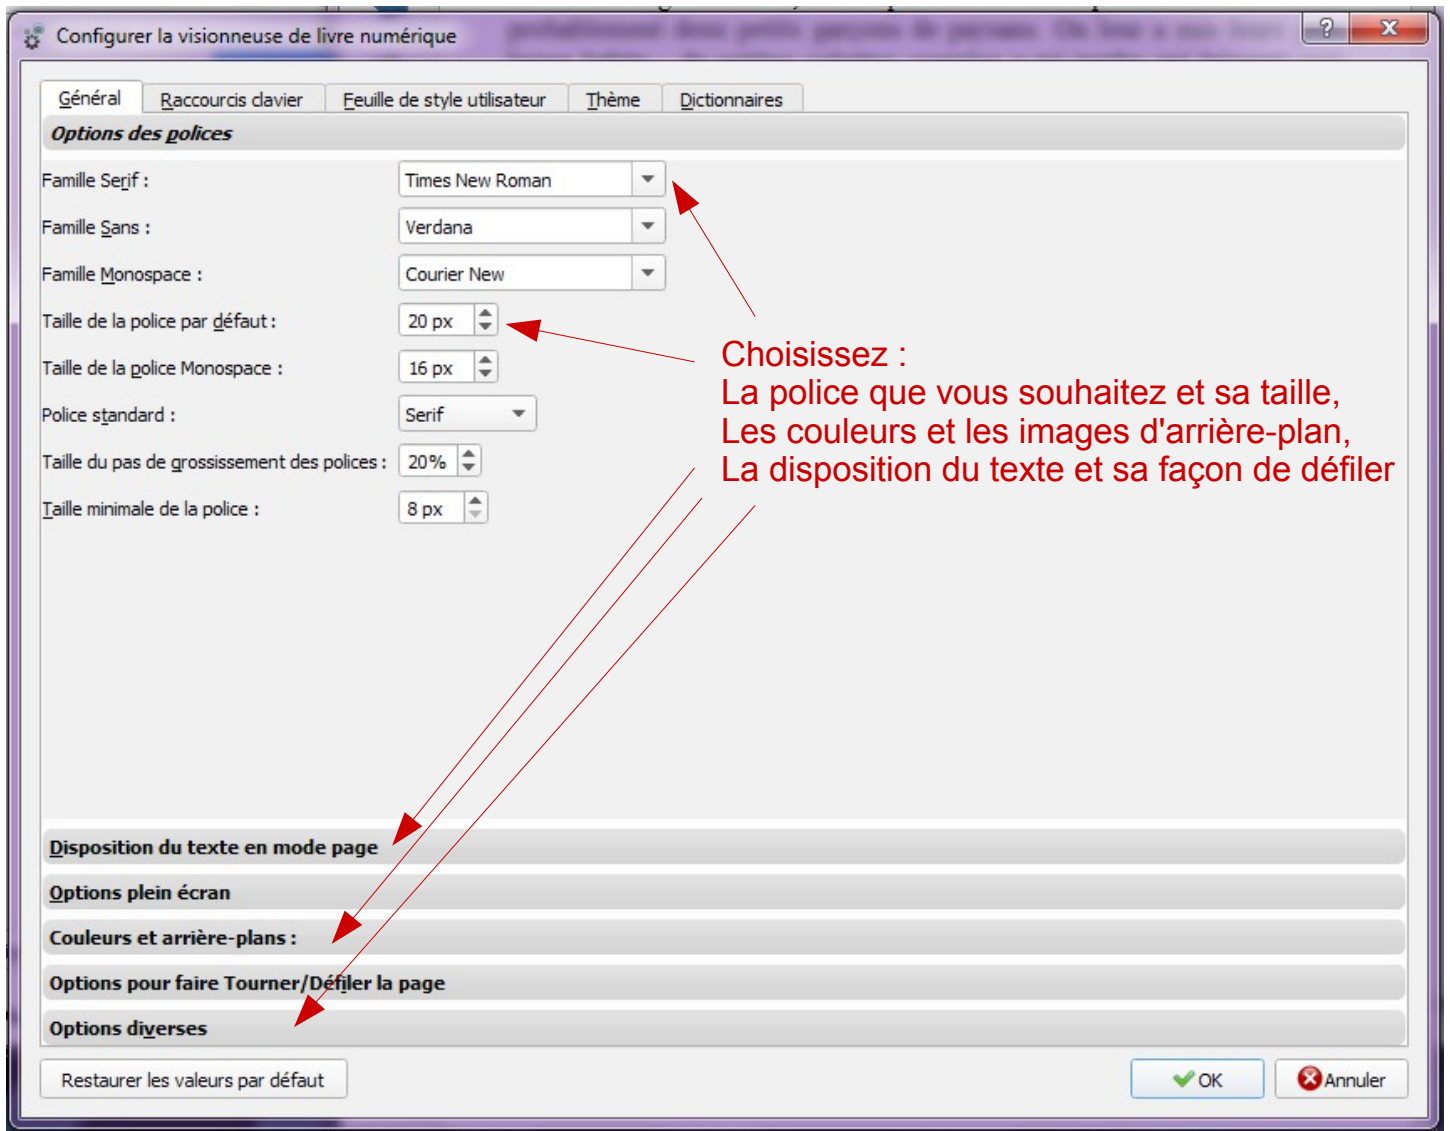 Configurer la visionneuse de livre numérique
Général Raccourcis clavier Feuille de style utilisateur Thème Dictionnaires
Options des polices
Famille Serif : Times New Roman
Famille Sans : Verdana
Famille Monospace : Courier New
Taille de la police par défaut : 20 px
Taille de la police Monospace : 16 px
Police standard : Serif
Taille du pas de grossissement des polices : 20%
Taille minimale de la police : 8 px
Choisissez :
La police que vous souhaitez et sa taille,
Les couleurs et les images d'arrière-plan,
La disposition du texte et sa façon de défiler
Disposition du texte en mode page
Options plein écran
Couleurs et arrière-plans :
Options pour faire Tourner/Défiler la page
Options diverses
Restaurer les valeurs par défaut OK Annuler